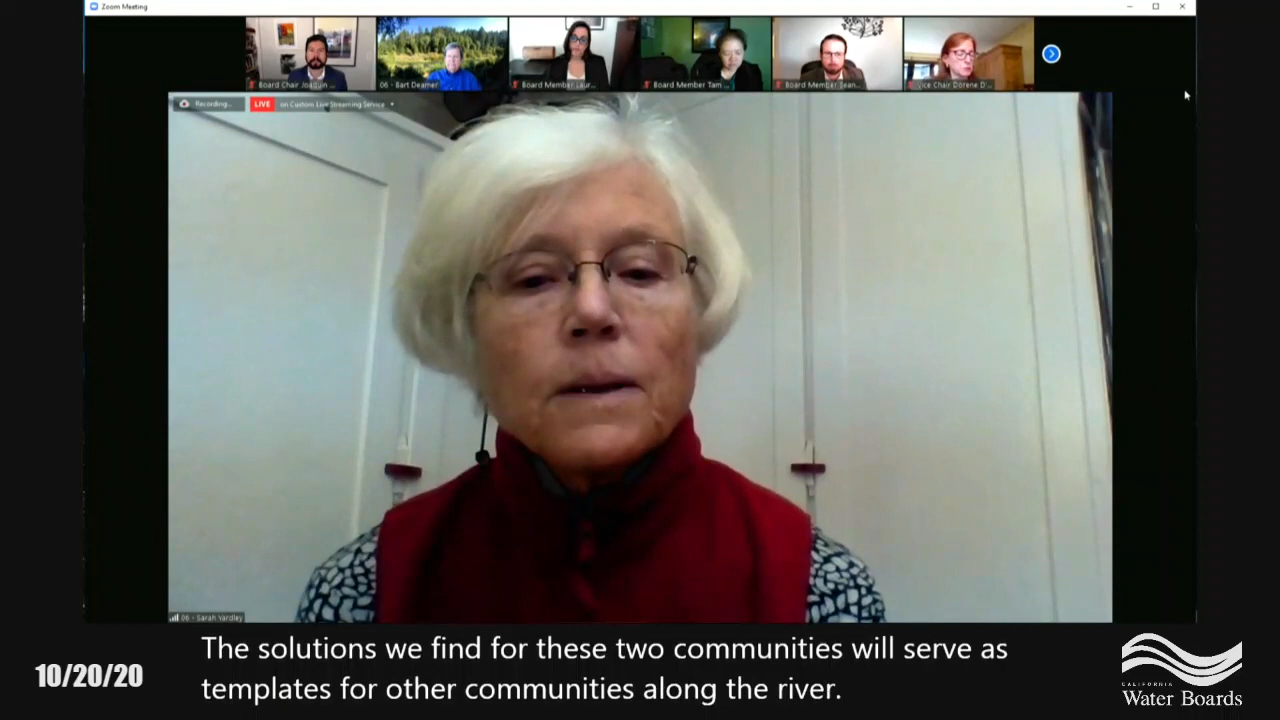 Zoom Meeting
Board Chair Joaquin ...
06 - Bart Deamer
Board Member Laur...
Board Member Tam ...
Board Member Sean...
Vice Chair Dorene D'...
Recording...
LIVE on Custom Live Streaming Service
06 - Sarah Yardley
The solutions we find for these two communities will serve as
templates for other communities along the river.
10/20/20
CALIFORNIA
Water Boards